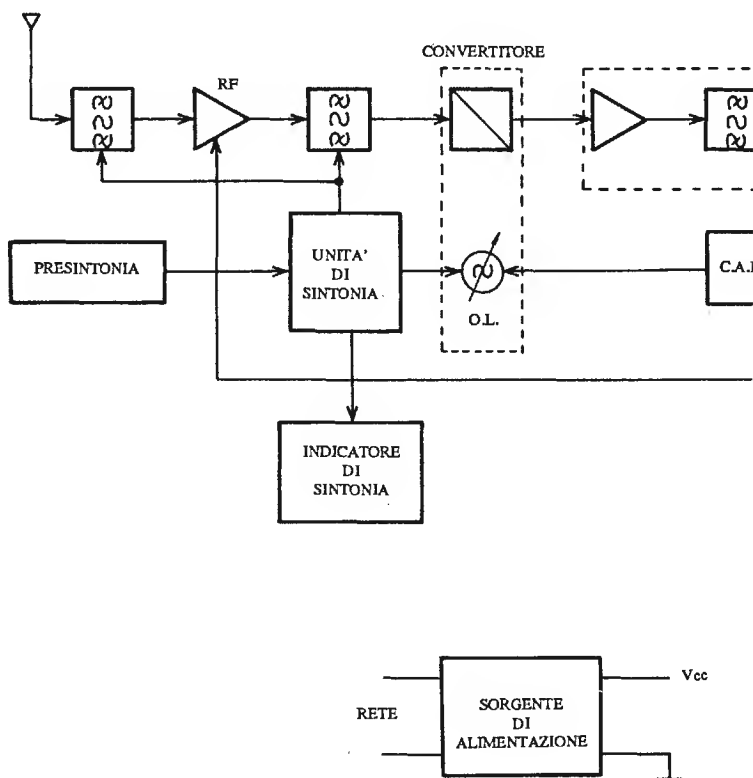 CONVERTITORE
RF
PRESINTONIA
UNITA'
DI
SINTONIA
O.L.
INDICATORE
DI
SINTONIA
RETE
SORGENTE
DI
ALIMENTAZIONE
Vcc